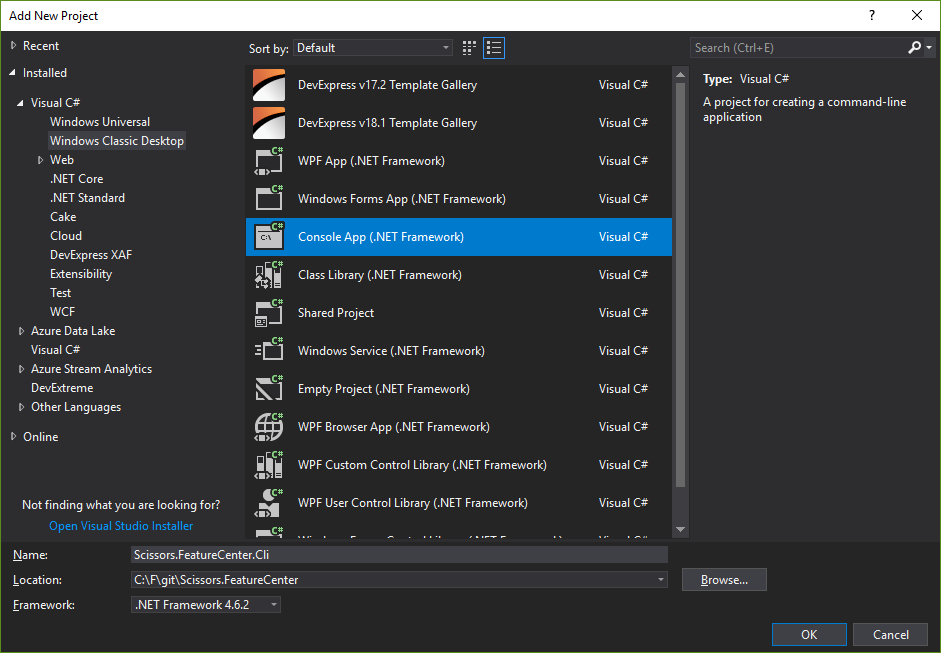 Add New Project
?
Recent
Installed
Visual C#
Windows Universal
Windows Classic Desktop
Web
.NET Core
.NET Standard
Cake
Cloud
DevExpress XAF
Extensibility
Test
WCF
Azure Data Lake
Visual C#
Azure Stream Analytics
DevExtreme
Other Languages
Online
Not finding what you are looking for?
Open Visual Studio Installer
Sort by: Default
DevExpress v17.2 Template Gallery Visual C#
DevExpress v18.1 Template Gallery Visual C#
C# WPF App (.NET Framework) Visual C#
C# Windows Forms App (.NET Framework) Visual C#
C# C:\ Console App (.NET Framework) Visual C#
C# Class Library (.NET Framework) Visual C#
C# Shared Project Visual C#
C# Windows Service (.NET Framework) Visual C#
C# Empty Project (.NET Framework) Visual C#
C# WPF Browser App (.NET Framework) Visual C#
C# WPF Custom Control Library (.NET Framework) Visual C#
C# WPF User Control Library (.NET Framework) Visual C#
C#
Search (Ctrl+E)
Type: Visual C#
A project for creating a command-line
application
Name: Scissors.FeatureCenter.Cli
Location: C:\F\git\Scissors.FeatureCenter
Browse...
Framework: .NET Framework 4.6.2
OK
Cancel